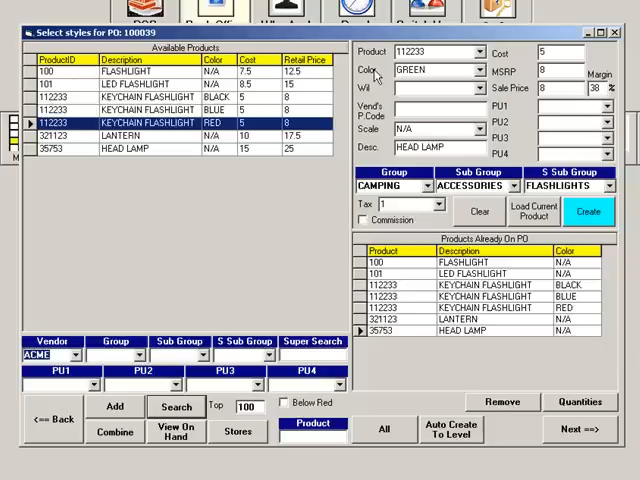 Select styles for PO: 100039
Available Products
ProductID Description Color Cost Retail Price
100 FLASHLIGHT N/A 7.5 12.5
101 LED FLASHLIGHT N/A 8.5 15
112233 KEYCHAIN FLASHLIGHT BLACK 5 8
112233 KEYCHAIN FLASHLIGHT BLUE 5 8
112233 KEYCHAIN FLASHLIGHT RED 5 8
321123 LANTERN N/A 10 17.5
35753 HEAD LAMP N/A 15 25
Product 112233 Cost 5
Color GREEN MSRP 8 Margin
Wil Sale Price 8 38 %
Vend's P.Code PU1
PU2
Scale N/A PU3
Desc. HEAD LAMP PU4
Group Sub Group S Sub Group
CAMPING ACCESSORIES FLASHLIGHTS
Tax 1
Commission
Clear
Load Current Product
Create
Products Already On PO
Product Description Color
100 FLASHLIGHT N/A
101 LED FLASHLIGHT N/A
112233 KEYCHAIN FLASHLIGHT BLACK
112233 KEYCHAIN FLASHLIGHT BLUE
112233 KEYCHAIN FLASHLIGHT RED
321123 LANTERN N/A
35753 HEAD LAMP N/A
Vendor Group Sub Group S Sub Group Super Search
ACME
PU1 PU2 PU3 PU4
<== Back Add Search Top 100 Below Red
Combine View On Hand Stores Product
Remove Quantities
All Auto Create To Level Next ==>